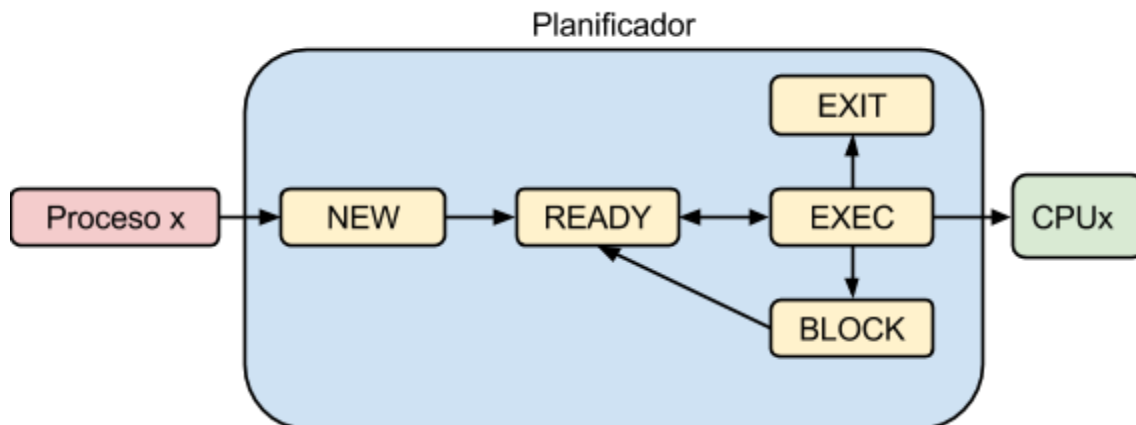 Planificador
EXIT
Proceso x
NEW
READY
EXEC
CPUx
BLOCK